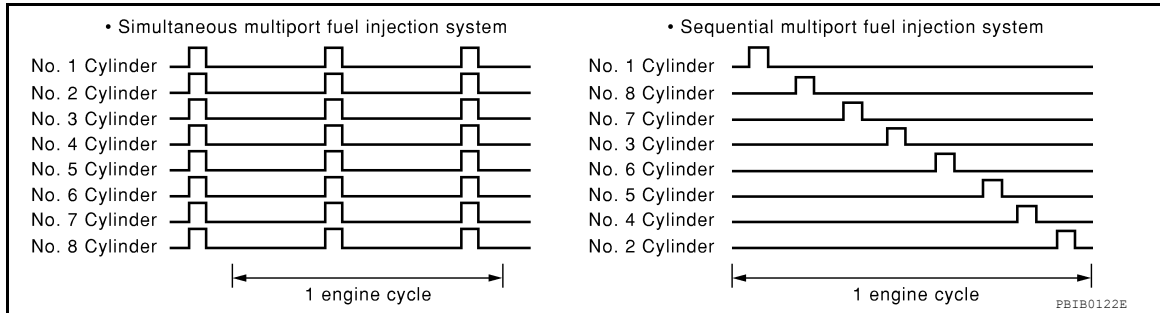 • Simultaneous multiport fuel injection system
No. 1 Cylinder
No. 2 Cylinder
No. 3 Cylinder
No. 4 Cylinder
No. 5 Cylinder
No. 6 Cylinder
No. 7 Cylinder
No. 8 Cylinder
1 engine cycle
• Sequential multiport fuel injection system
No. 1 Cylinder
No. 8 Cylinder
No. 7 Cylinder
No. 3 Cylinder
No. 6 Cylinder
No. 5 Cylinder
No. 4 Cylinder
No. 2 Cylinder
1 engine cycle
PBIB0122E